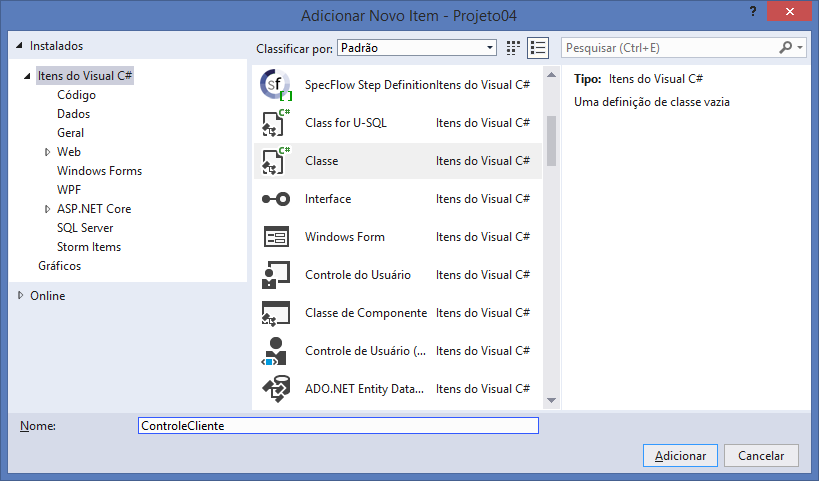 Adicionar Novo Item - Projeto04
?
Instalados
Itens do Visual C#
Código
Dados
Geral
Web
Windows Forms
WPF
ASP.NET Core
SQL Server
Storm Items
Gráficos
Online
Classificar por: Padrão
SpecFlow Step Definition Itens do Visual C#
Class for U-SQL Itens do Visual C#
Classe Itens do Visual C#
Interface Itens do Visual C#
Windows Form Itens do Visual C#
Controle do Usuário Itens do Visual C#
Classe de Componente Itens do Visual C#
Controle de Usuário (... Itens do Visual C#
ADO.NET Entity Data... Itens do Visual C#
Pesquisar (Ctrl+E)
Tipo: Itens do Visual C#
Uma definição de classe vazia
Nome: ControleCliente
Adicionar Cancelar